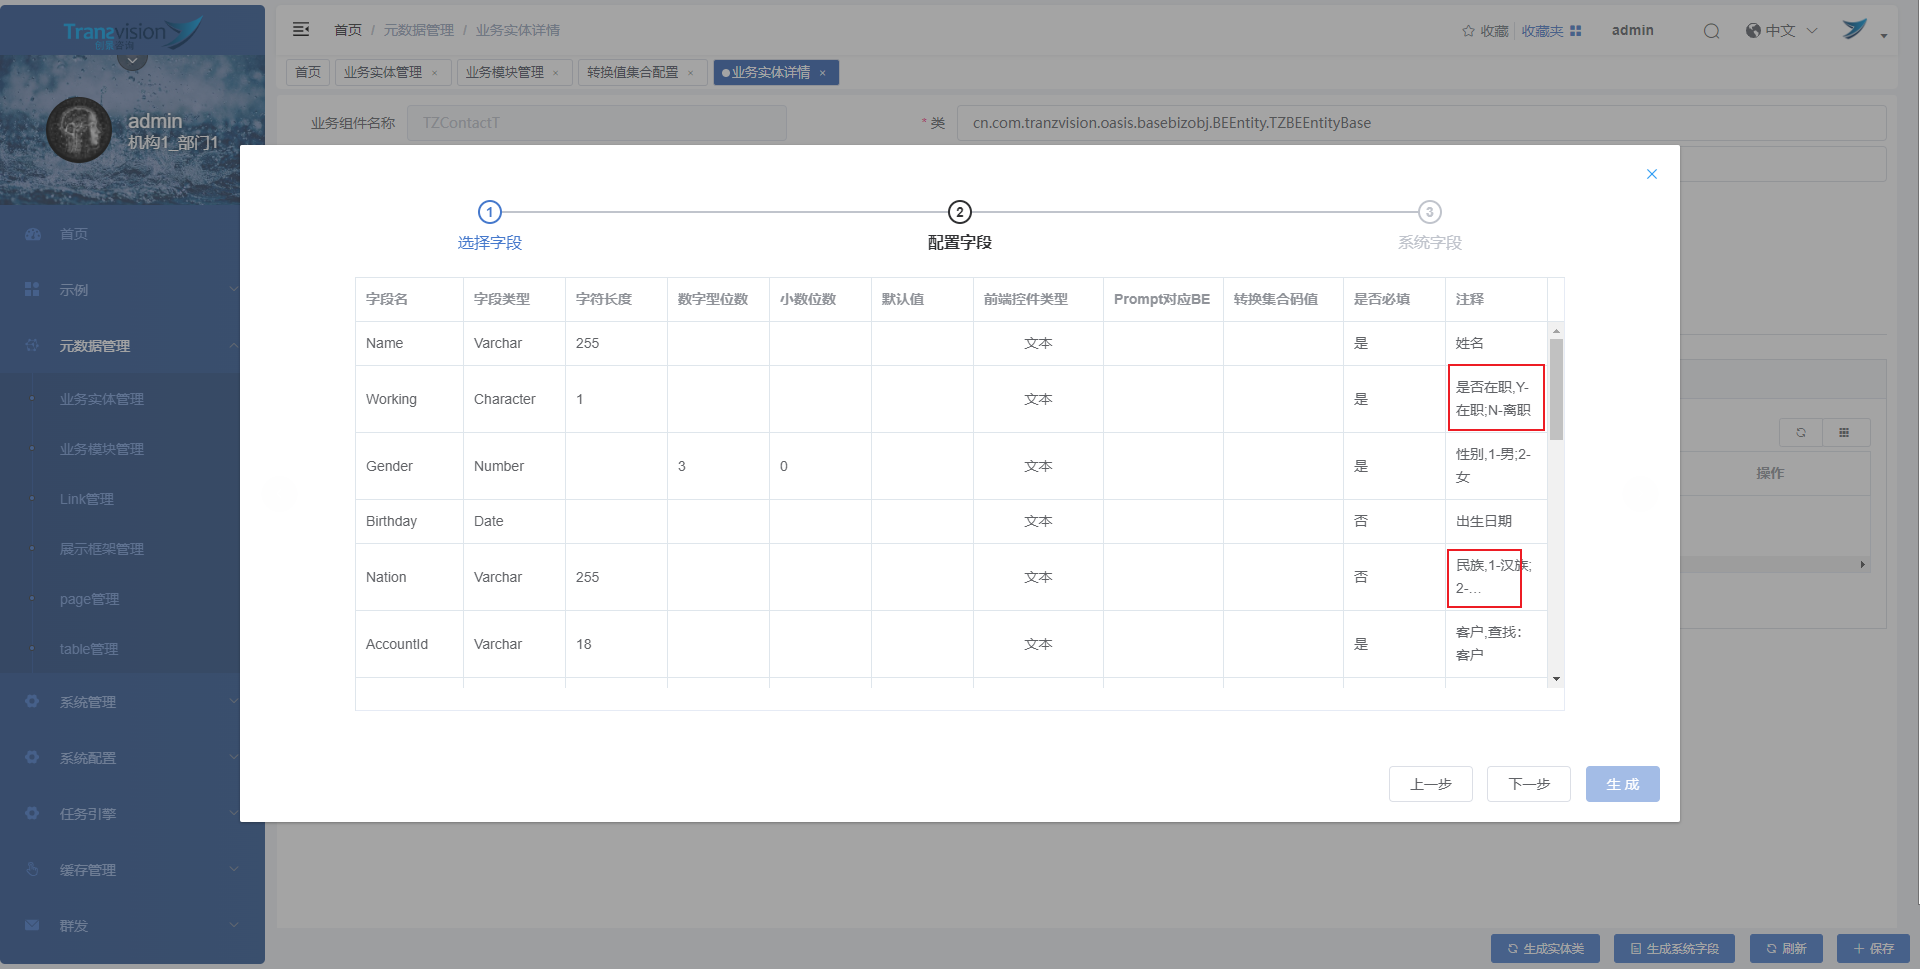 Tranzvision
创景咨询
首页 / 元数据管理 / 业务实体详情
收藏
收藏夹
admin
中文
首页
业务实体管理 ×
业务模块管理 ×
转换值集合配置 ×
业务实体详情 ×
admin
机构1_部门1
业务组件名称
TZContactT
* 类
cn.com.tranzvision.oasis.basebizobj.BEEntity.TZBEEntityBase
首页
示例
元数据管理
业务实体管理
业务模块管理
Link管理
展示框架管理
page管理
table管理
系统管理
系统配置
任务引擎
缓存管理
群发
1
选择字段
2
配置字段
3
系统字段
字段名 字段类型 字符长度 数字型位数 小数位数 默认值 前端控件类型 Prompt对应BE 转换集合码值 是否必填 注释
Name Varchar 255 文本 是 姓名
Working Character 1 文本 是 是否在职,Y-
在职;N-离职
Gender Number 3 0 文本 是 性别,1-男;2-
女
Birthday Date 文本 否 出生日期
Nation Varchar 255 文本 否 民族,1-汉族;
2-...
AccountId Varchar 18 文本 是 客户,查找：
客户
操作
上一步
下一步
生 成
生成实体类
生成系统字段
刷新
保存